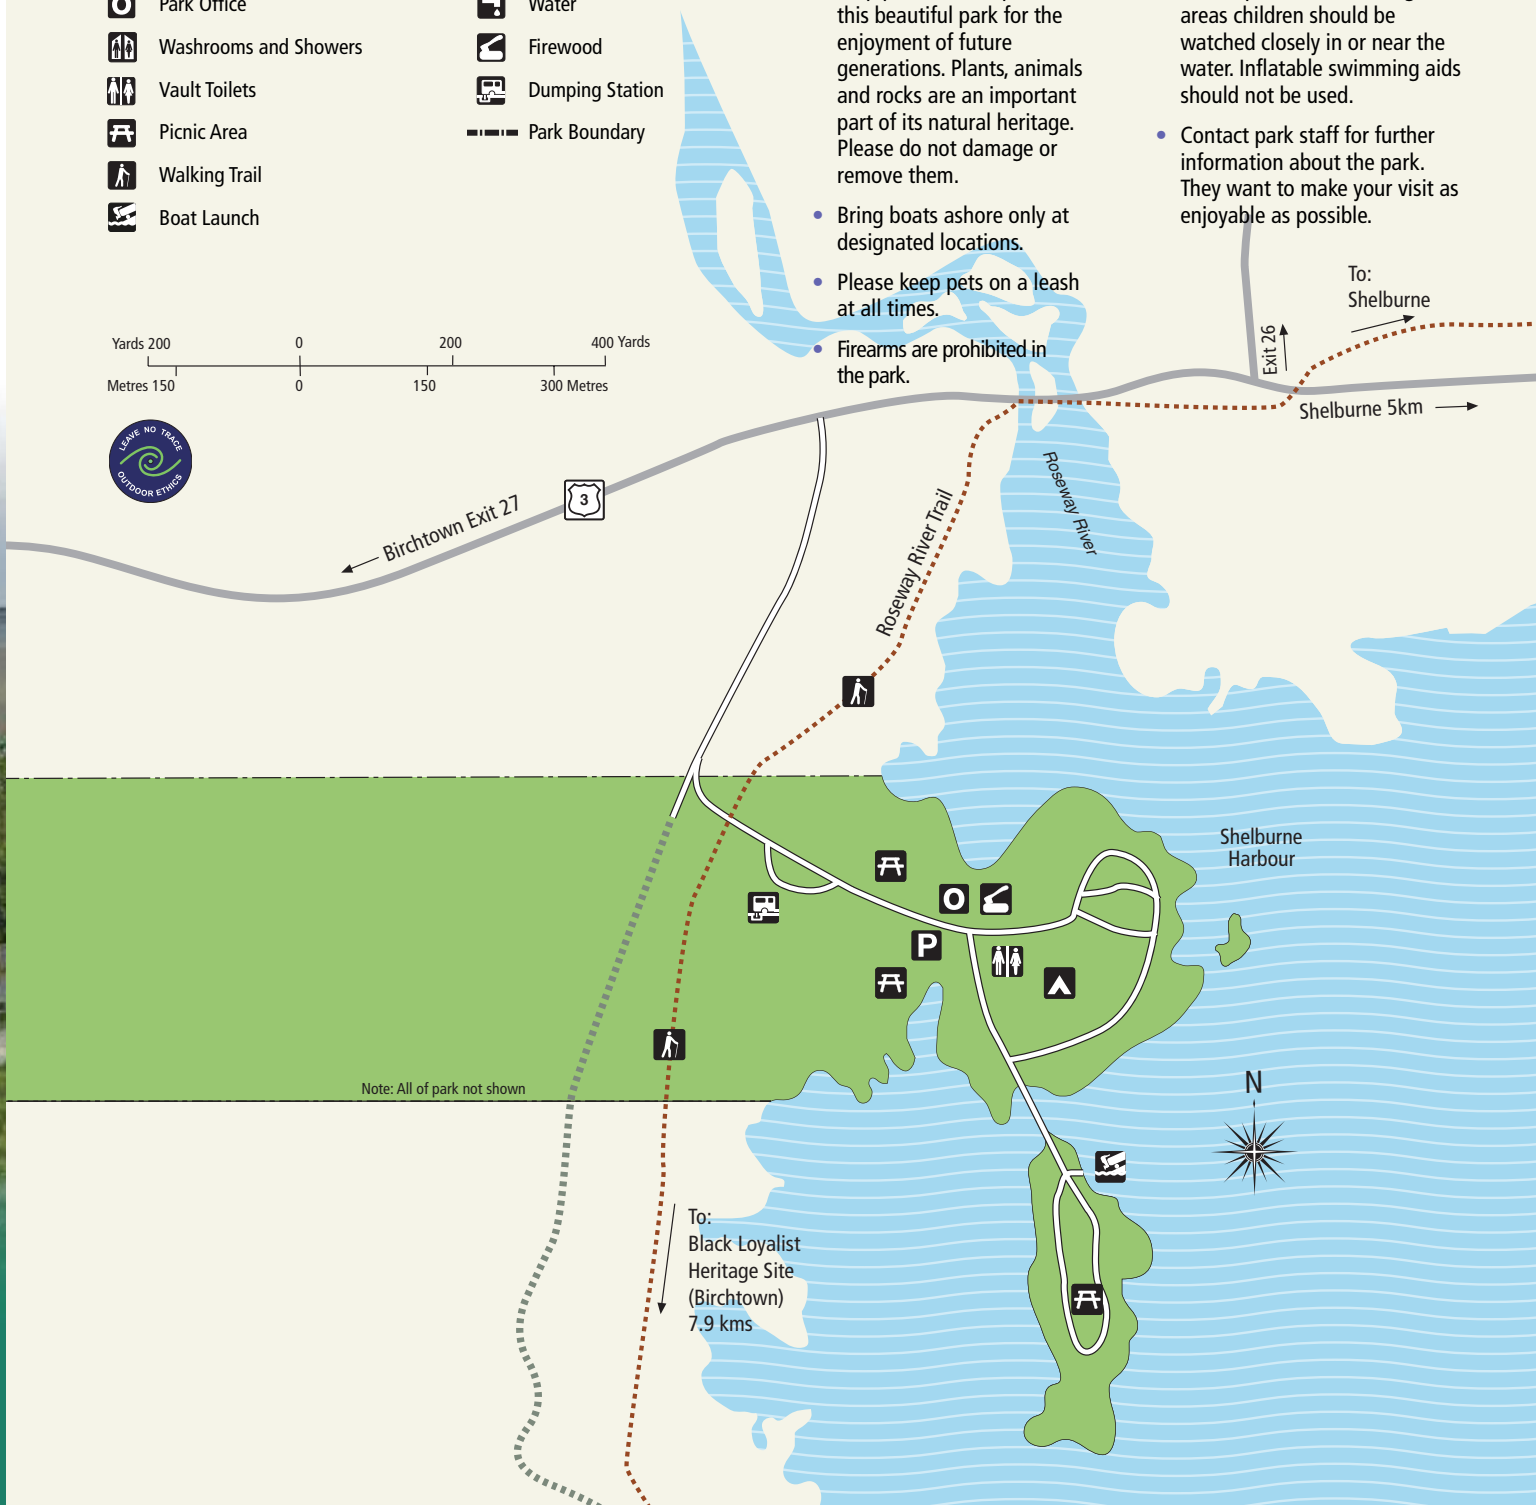 Park Office
Washrooms and Showers
Vault Toilets
Picnic Area
Walking Trail
Boat Launch
Water
Firewood
Dumping Station
Park Boundary
this beautiful park for the
enjoyment of future
generations. Plants, animals
and rocks are an important
part of its natural heritage.
Please do not damage or
remove them.
• Bring boats ashore only at
designated locations.
• Please keep pets on a leash
at all times.
• Firearms are prohibited in
the park.
areas children should be
watched closely in or near the
water. Inflatable swimming aids
should not be used.
• Contact park staff for further
information about the park.
They want to make your visit as
enjoyable as possible.
Yards 200 0 200 400 Yards
Metres 150 0 150 300 Metres
LEAVE NO TRACE
OUTDOOR ETHICS
Birchtown Exit 27
3
To:
Shelburne
Exit 26
Shelburne 5km
Roseway River
Roseway River Trail
Shelburne
Harbour
P
Note: All of park not shown
N
To:
Black Loyalist
Heritage Site
(Birchtown)
7.9 kms